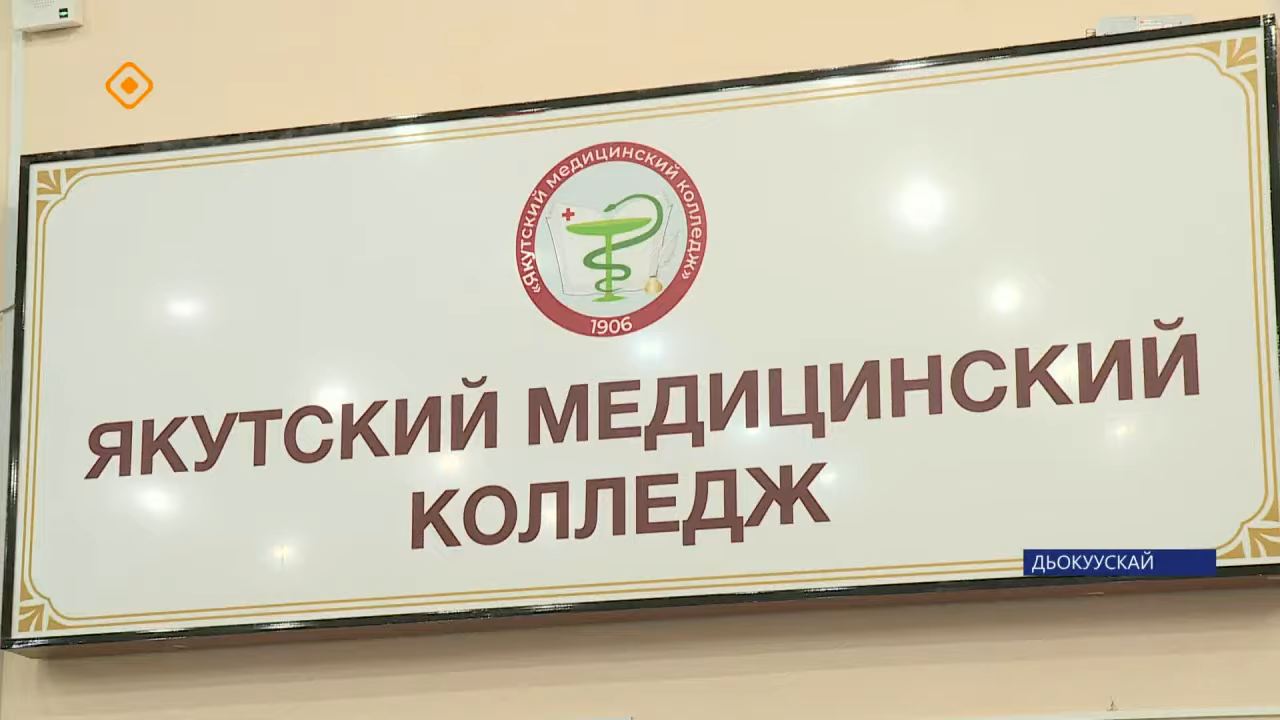 «Якутский медицинский колледж»
1906
ЯКУТСКИЙ МЕДИЦИНСКИЙ
КОЛЛЕДЖ
ДЬОКУУСКАЙ